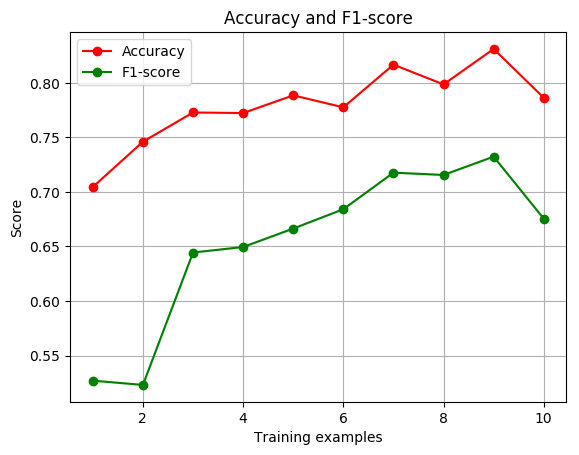 Accuracy and F1-score
Accuracy
F1-score
0.80
0.75
0.70
0.65
0.60
0.55
Score
2 4 6 8 10
Training examples